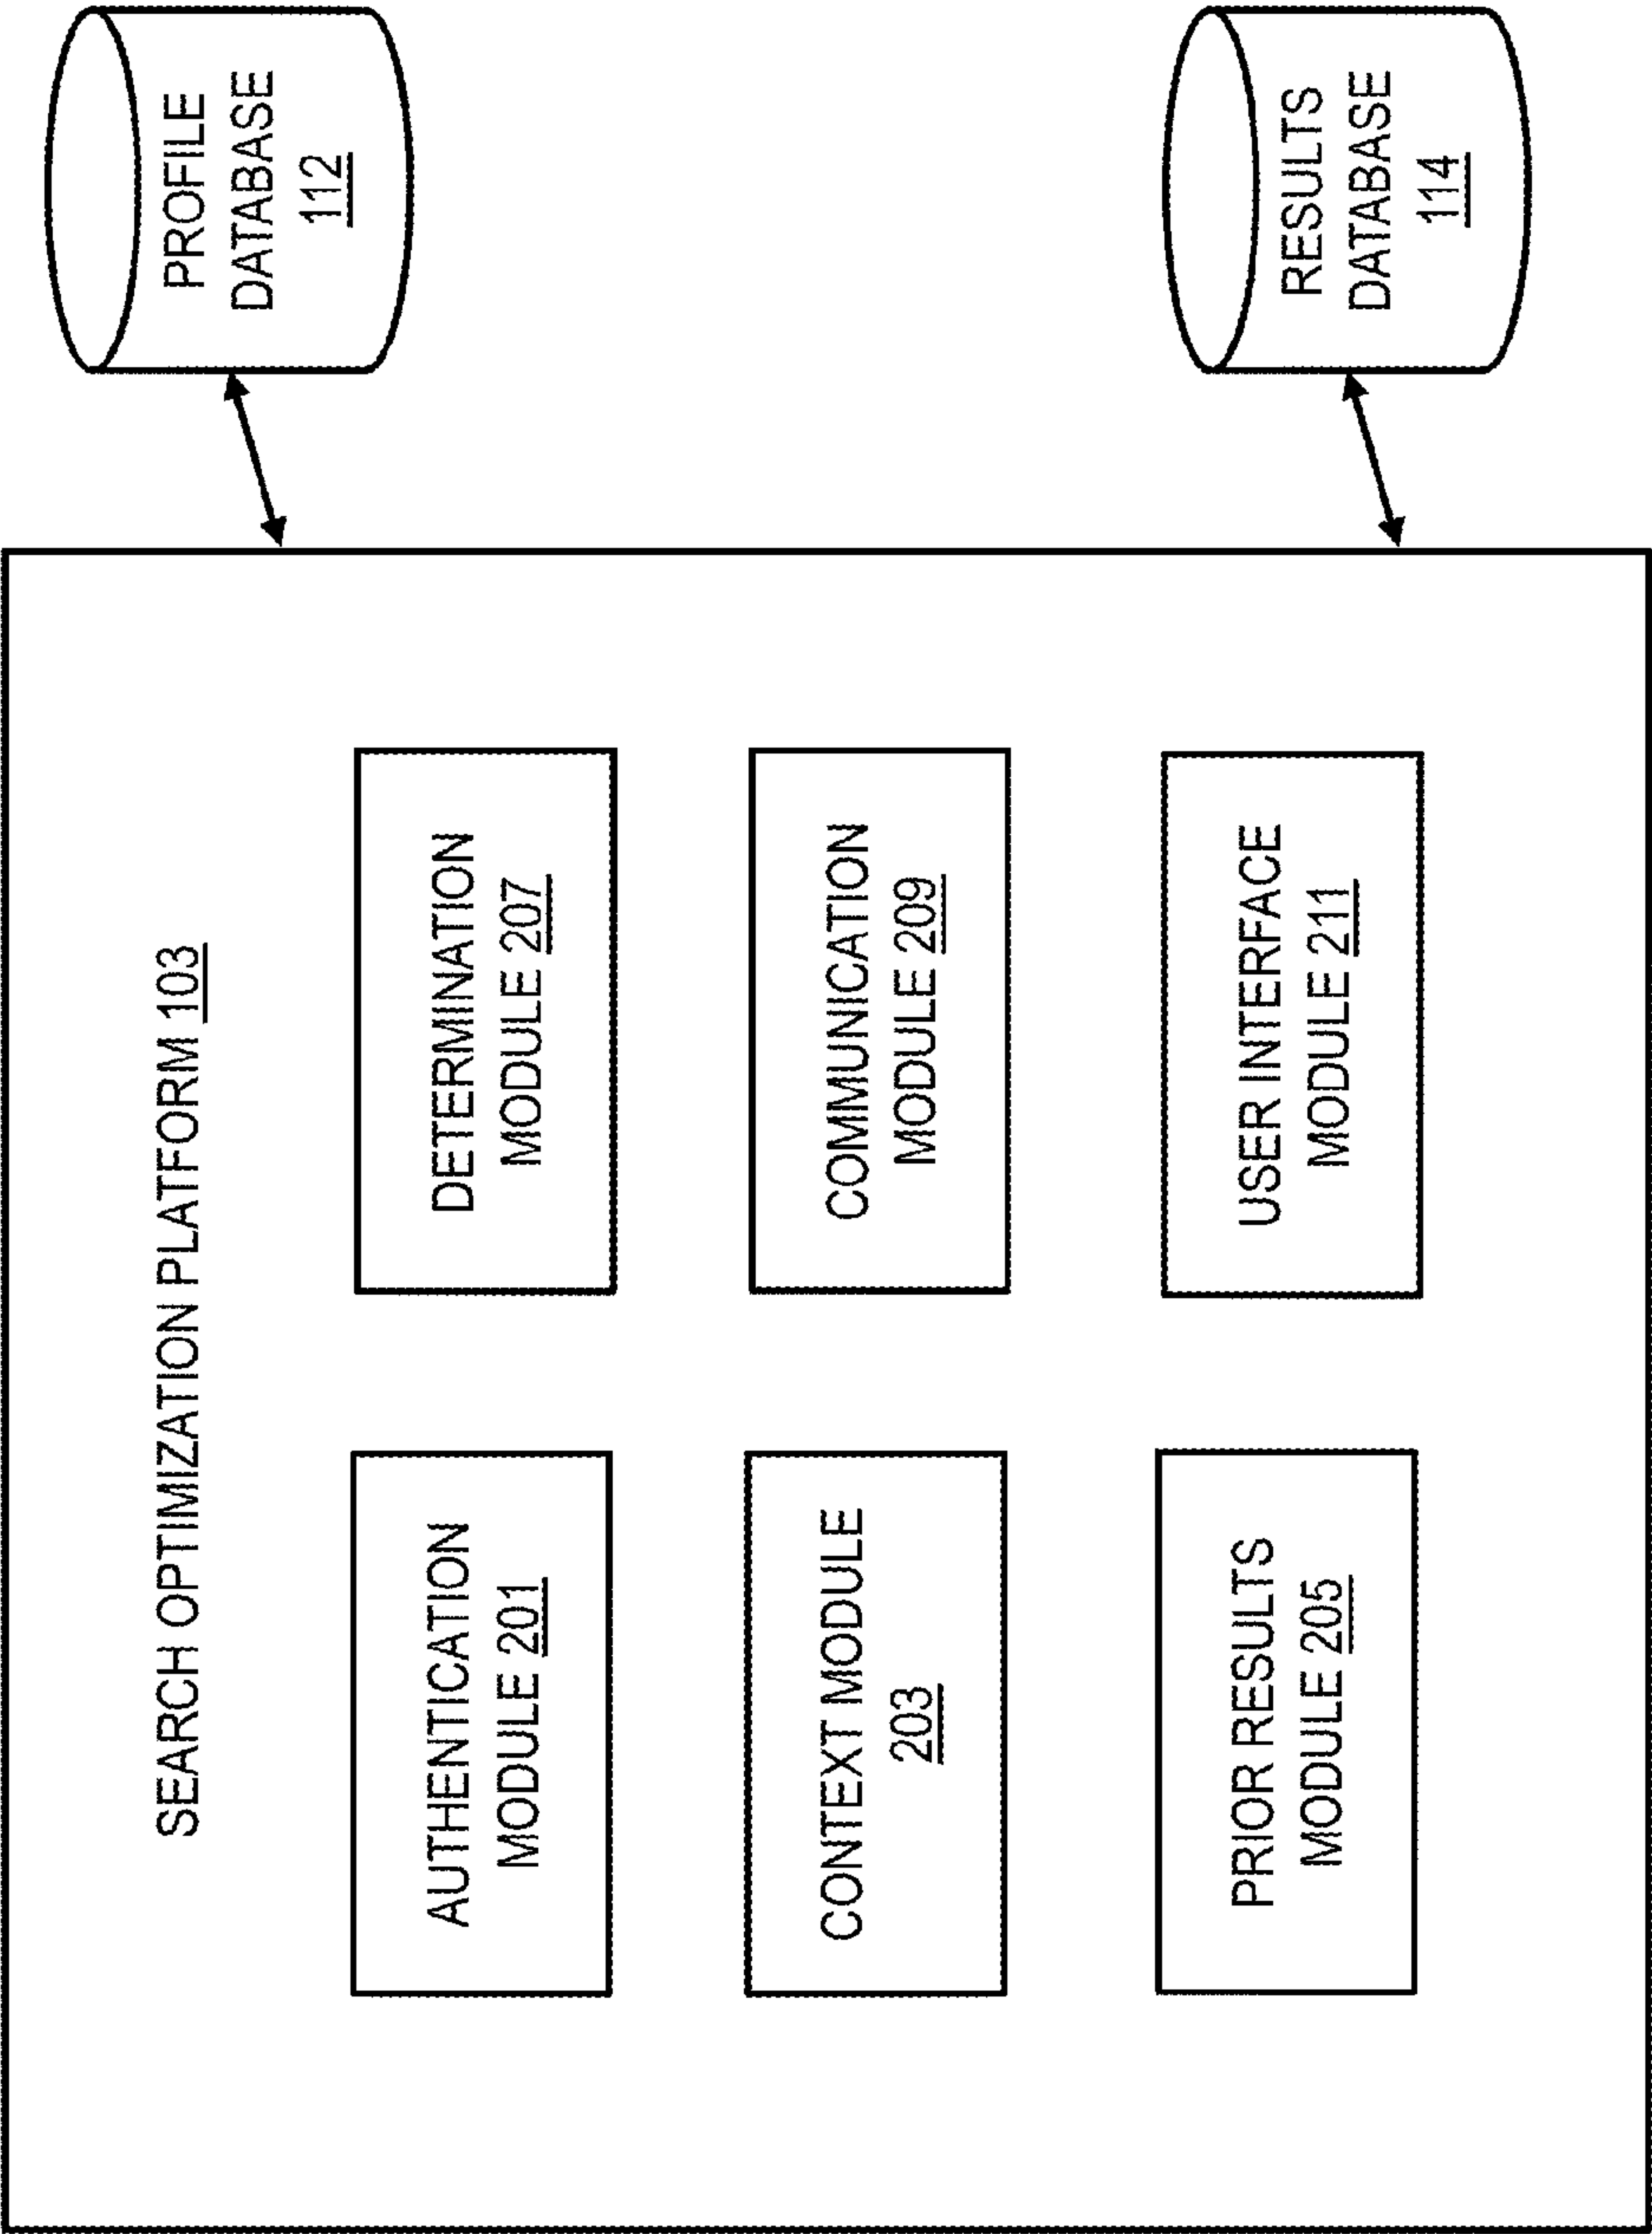 SEARCH OPTIMIZATION PLATFORM 103
AUTHENTICATION
MODULE 201
CONTEXT MODULE
203
PRIOR RESULTS
MODULE 205
DETERMINATION
MODULE 207
COMMUNICATION
MODULE 209
USER INTERFACE
MODULE 211
PROFILE
DATABASE
112
RESULTS
DATABASE
114